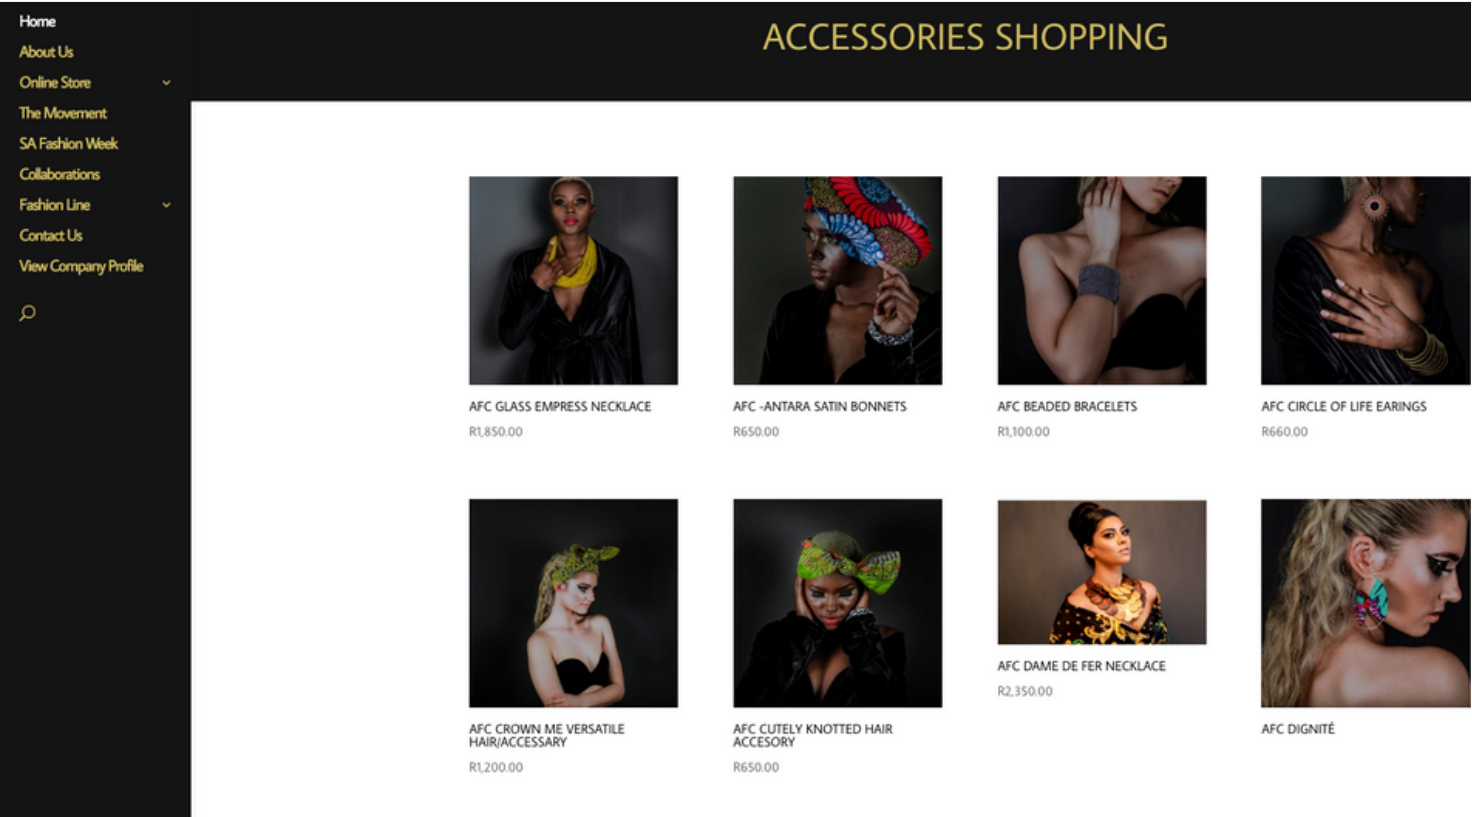 Home
About Us
Online Store
The Movement
SA Fashion Week
Collaborations
Fashion Line
Contact Us
View Company Profile
ACCESSORIES SHOPPING
AFC GLASS EMPRESS NECKLACE
R1,850.00
AFC -ANTARA SATIN BONNETS
R650.00
AFC BEADED BRACELETS
R1,100.00
AFC CIRCLE OF LIFE EARINGS
R660.00
AFC CROWN ME VERSATILE
HAIR/ACCESSARY
R1,200.00
AFC CUTELY KNOTTED HAIR
ACCESORY
R650.00
AFC DAME DE FER NECKLACE
R2,350.00
AFC DIGNITÉ